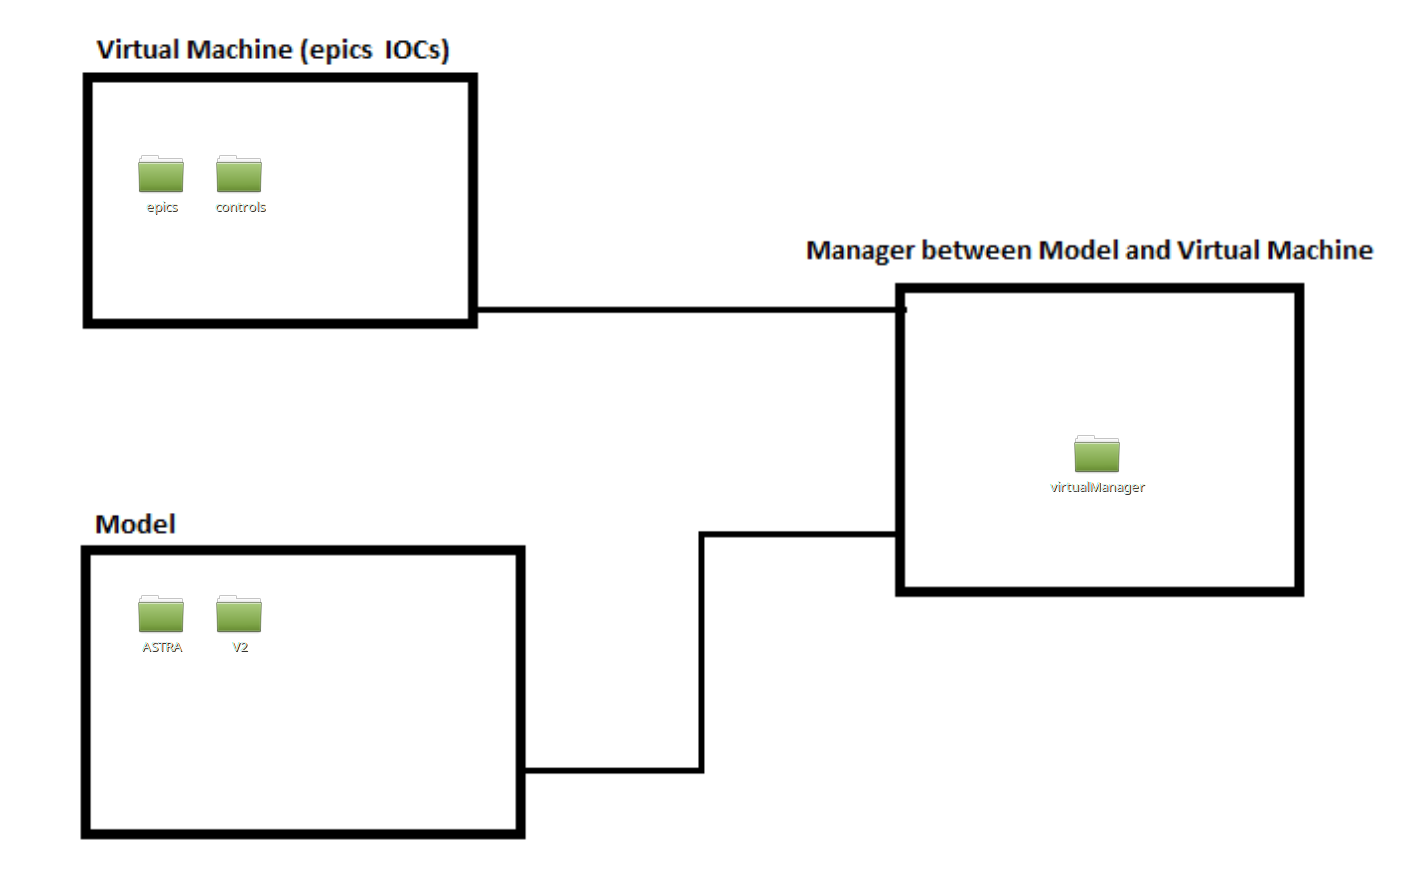 Virtual Machine (epics IOCs)
epics
controls
Manager between Model and Virtual Machine
virtualManager
Model
ASTRA
V2